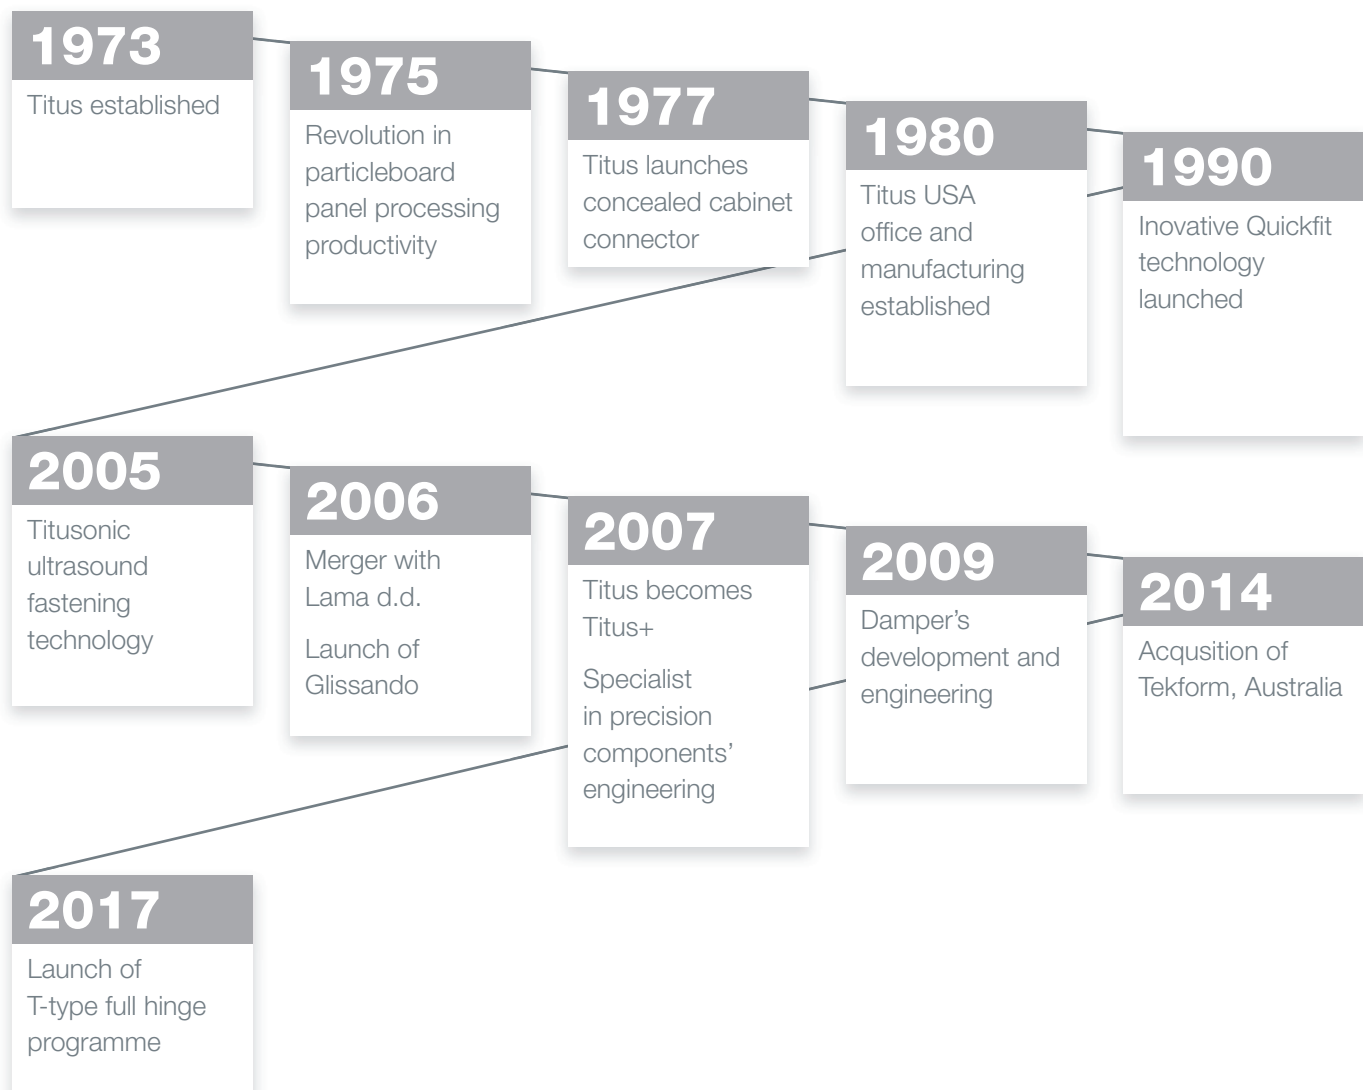 1973
Titus established
1975
Revolution in
particleboard
panel processing
productivity
1977
Titus launches
concealed cabinet
connector
1980
Titus USA
office and
manufacturing
established
1990
Inovative Quickfit
technology
launched
2005
Titusonic
ultrasound
fastening
technology
2006
Merger with
Lama d.d.
Launch of
Glissando
2007
Titus becomes
Titus+
Specialist
in precision
components’
engineering
2009
Damper’s
development and
engineering
2014
Acqusition of
Tekform, Australia
2017
Launch of
T-type full hinge
programme